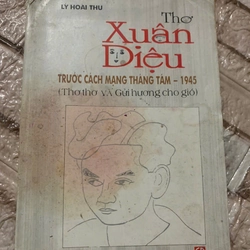 LÝ HOÀI THU
Thơ
Xuân
Diệu
TRƯỚC CÁCH MẠNG THÁNG TÁM - 1945
(Thơ thơ VÀ Gửi hương cho gió)